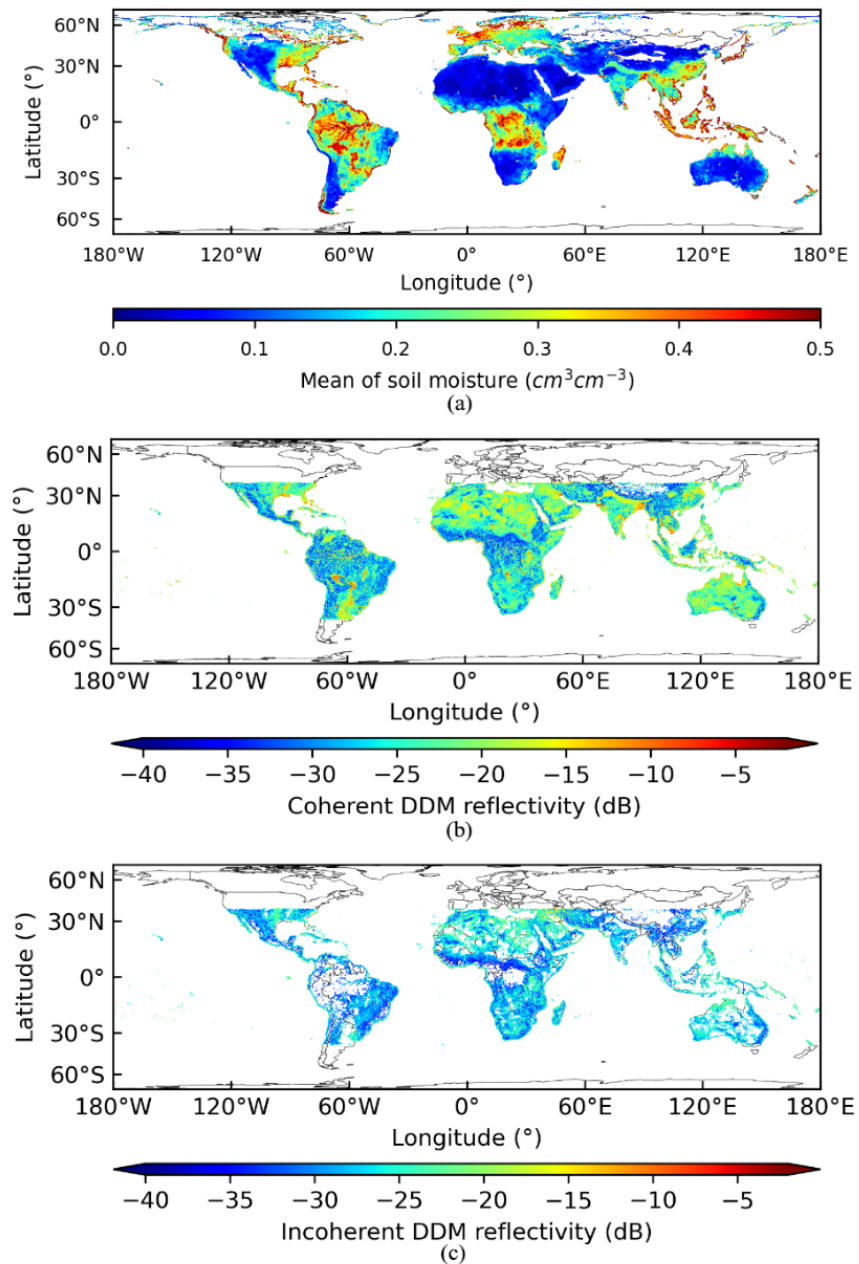 60°N
30°N
0°
30°S
60°S
Latitude (°)
180°W 120°W 60°W 0° 60°E 120°E 180°E
Longitude (°)
0.0 0.1 0.2 0.3 0.4 0.5
Mean of soil moisture (cm³cm⁻³)
(a)
60°N
30°N
0°
30°S
60°S
Latitude (°)
180°W 120°W 60°W 0° 60°E 120°E 180°E
Longitude (°)
−40 −35 −30 −25 −20 −15 −10 −5
Coherent DDM reflectivity (dB)
(b)
60°N
30°N
0°
30°S
60°S
Latitude (°)
180°W 120°W 60°W 0° 60°E 120°E 180°E
Longitude (°)
−40 −35 −30 −25 −20 −15 −10 −5
Incoherent DDM reflectivity (dB)
(c)